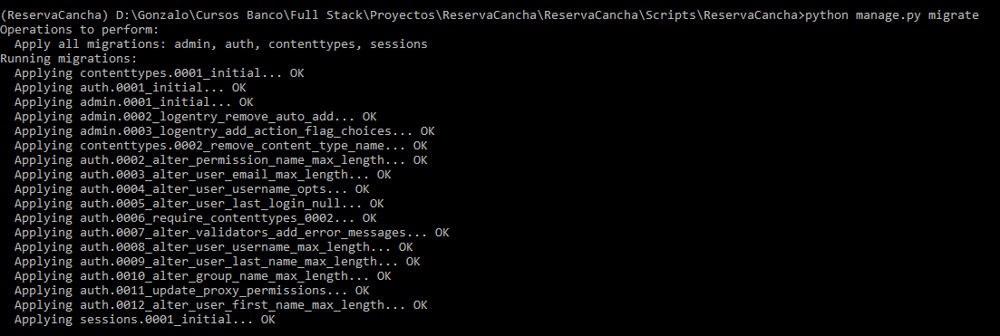 (ReservaCancha) D:\Gonzalo\Cursos Banco\Full Stack\Proyectos\ReservaCancha\ReservaCancha\Scripts\ReservaCancha>python manage.py migrate
Operations to perform:
  Apply all migrations: admin, auth, contenttypes, sessions
Running migrations:
  Applying contenttypes.0001_initial... OK
  Applying auth.0001_initial... OK
  Applying admin.0001_initial... OK
  Applying admin.0002_logentry_remove_auto_add... OK
  Applying admin.0003_logentry_add_action_flag_choices... OK
  Applying contenttypes.0002_remove_content_type_name... OK
  Applying auth.0002_alter_permission_name_max_length... OK
  Applying auth.0003_alter_user_email_max_length... OK
  Applying auth.0004_alter_user_username_opts... OK
  Applying auth.0005_alter_user_last_login_null... OK
  Applying auth.0006_require_contenttypes_0002... OK
  Applying auth.0007_alter_validators_add_error_messages... OK
  Applying auth.0008_alter_user_username_max_length... OK
  Applying auth.0009_alter_user_last_name_max_length... OK
  Applying auth.0010_alter_group_name_max_length... OK
  Applying auth.0011_update_proxy_permissions... OK
  Applying auth.0012_alter_user_first_name_max_length... OK
  Applying sessions.0001_initial... OK